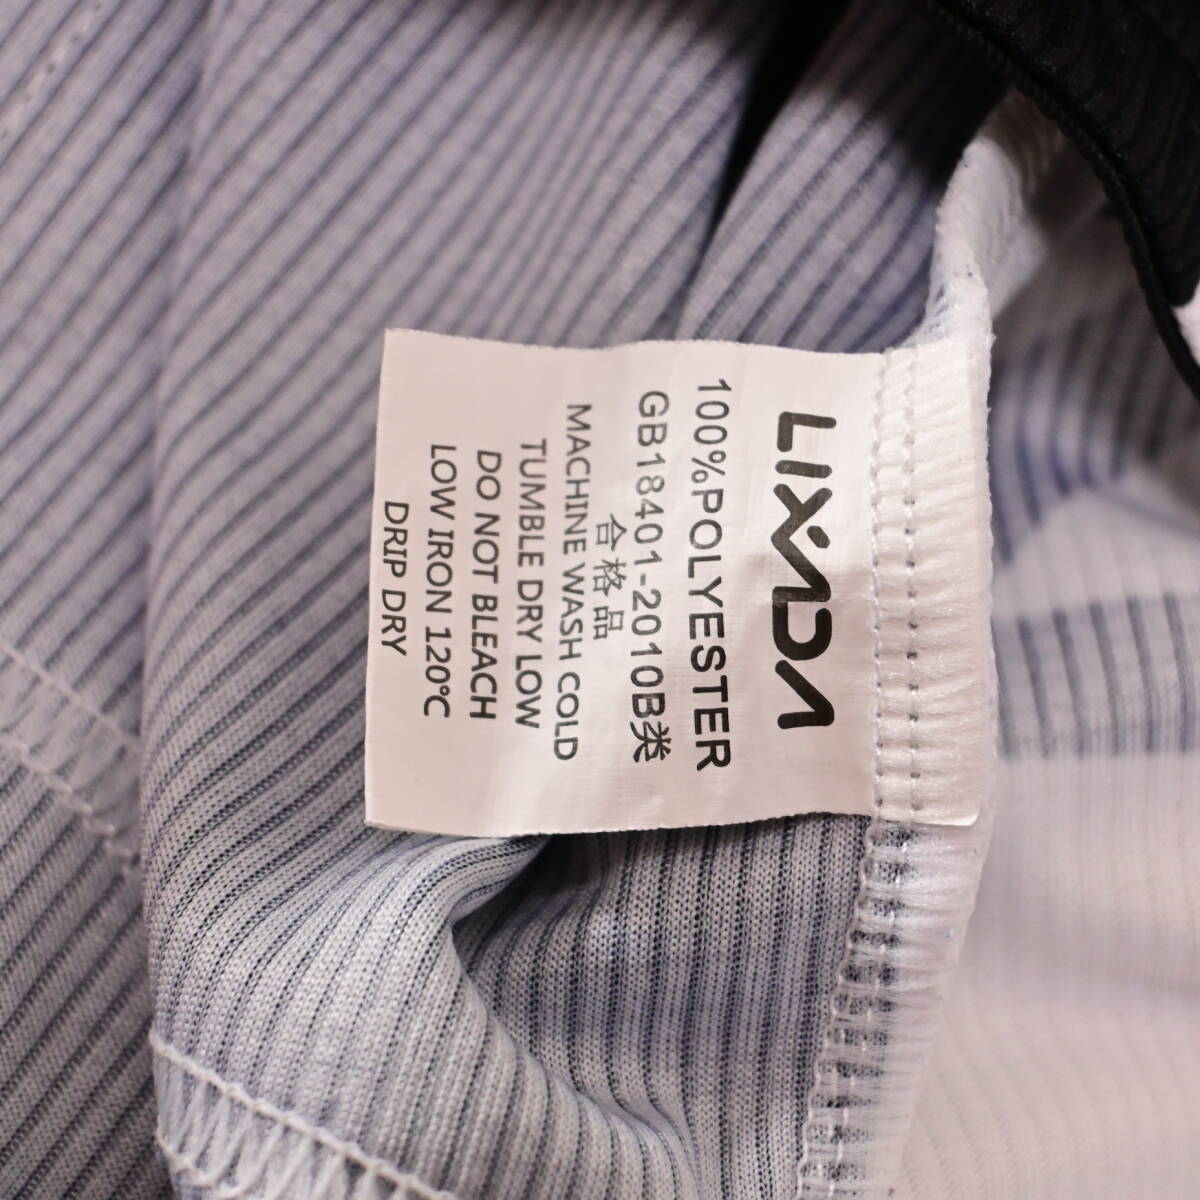 LIXADA
100%POLYESTER
GB18401-2010B类
合格品
MACHINE WASH COLD
TUMBLE DRY LOW
DO NOT BLEACH
LOW IRON 120℃
DRIP DRY